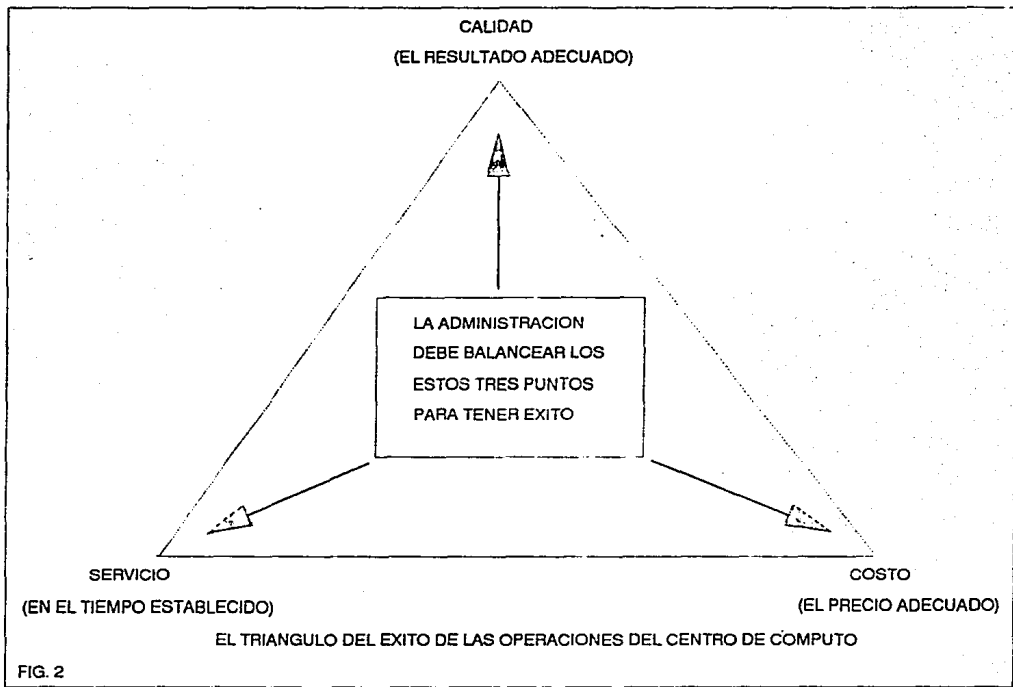 CALIDAD
(EL RESULTADO ADECUADO)
LA ADMINISTRACION
DEBE BALANCEAR LOS
ESTOS TRES PUNTOS
PARA TENER EXITO
SERVICIO
(EN EL TIEMPO ESTABLECIDO)
COSTO
(EL PRECIO ADECUADO)
EL TRIANGULO DEL EXITO DE LAS OPERACIONES DEL CENTRO DE COMPUTO
FIG. 2